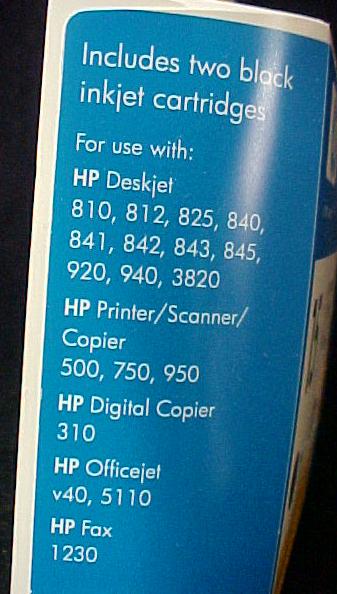 Includes two black
inkjet cartridges
For use with:
HP Deskjet
810, 812, 825, 840,
841, 842, 843, 845,
920, 940, 3820
HP Printer/Scanner/
Copier
500, 750, 950
HP Digital Copier
310
HP Officejet
v40, 5110
HP Fax
1230